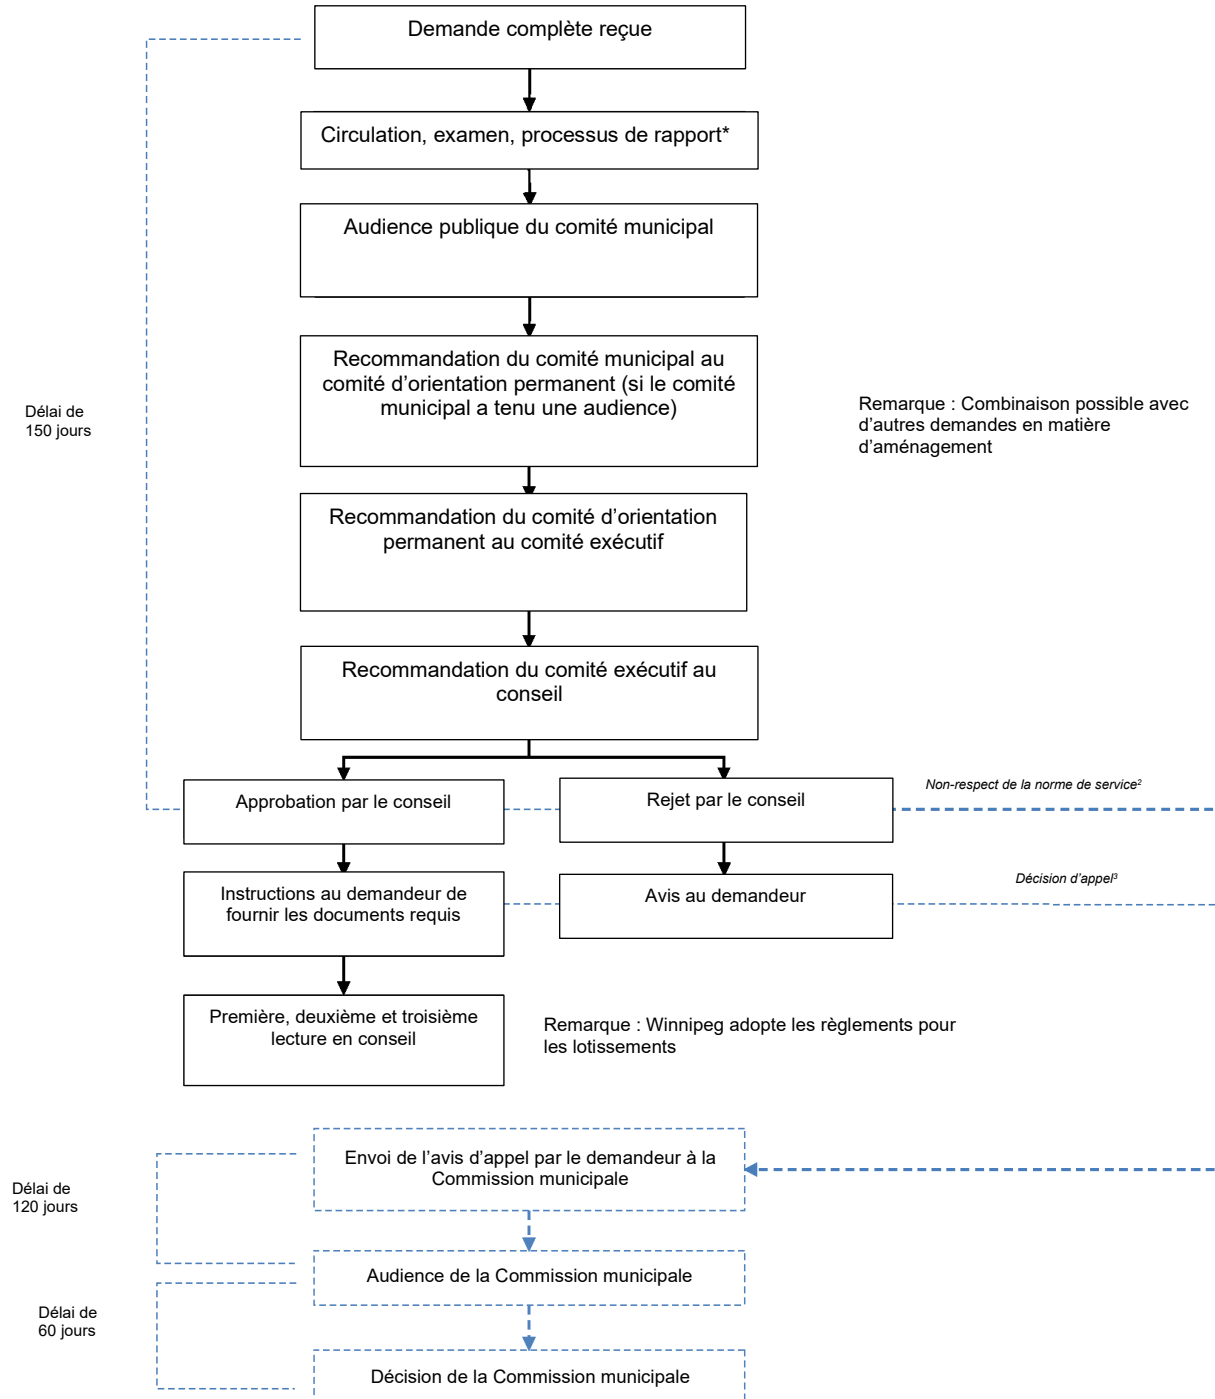 Demande complète reçue
Circulation, examen, processus de rapport*
Audience publique du comité municipal
Recommandation du comité municipal au
comité d'orientation permanent (si le comité
municipal a tenu une audience)
Délai de
150 jours
Remarque : Combinaison possible avec
d'autres demandes en matière
d'aménagement
Recommandation du comité d'orientation
permanent au comité exécutif
Recommandation du comité exécutif au
conseil
Approbation par le conseil
Rejet par le conseil
Non-respect de la norme de service²
Instructions au demandeur de
fournir les documents requis
Avis au demandeur
Décision d'appel³
Première, deuxième et troisième
lecture en conseil
Remarque : Winnipeg adopte les règlements pour
les lotissements
Envoi de l'avis d'appel par le demandeur à la
Commission municipale
Délai de
120 jours
Audience de la Commission municipale
Délai de
60 jours
Décision de la Commission municipale